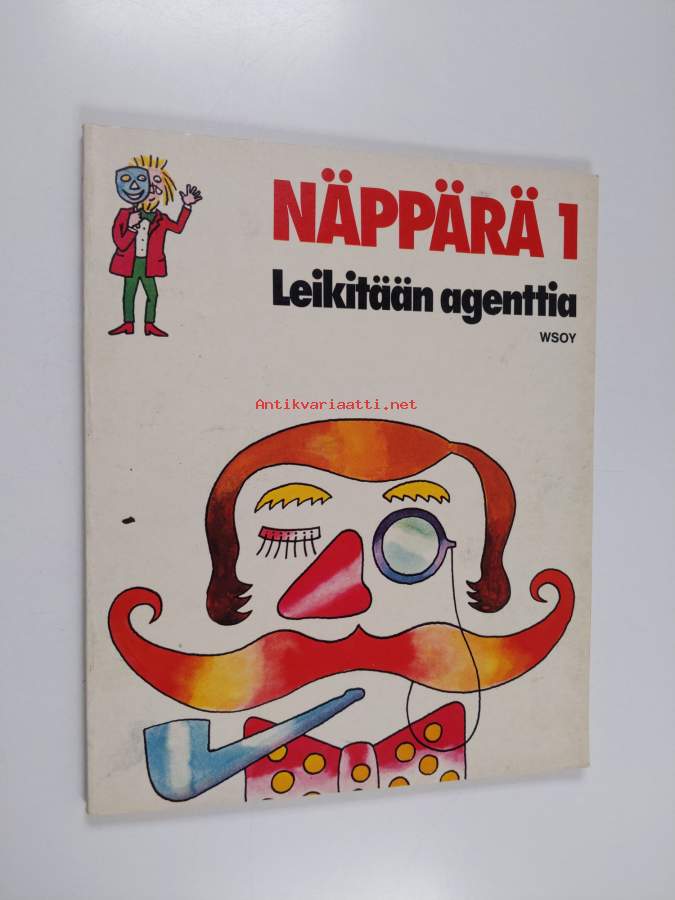 NÄPPÄRÄ 1
Leikitään agenttia
WSOY
Antikvariaatti.net